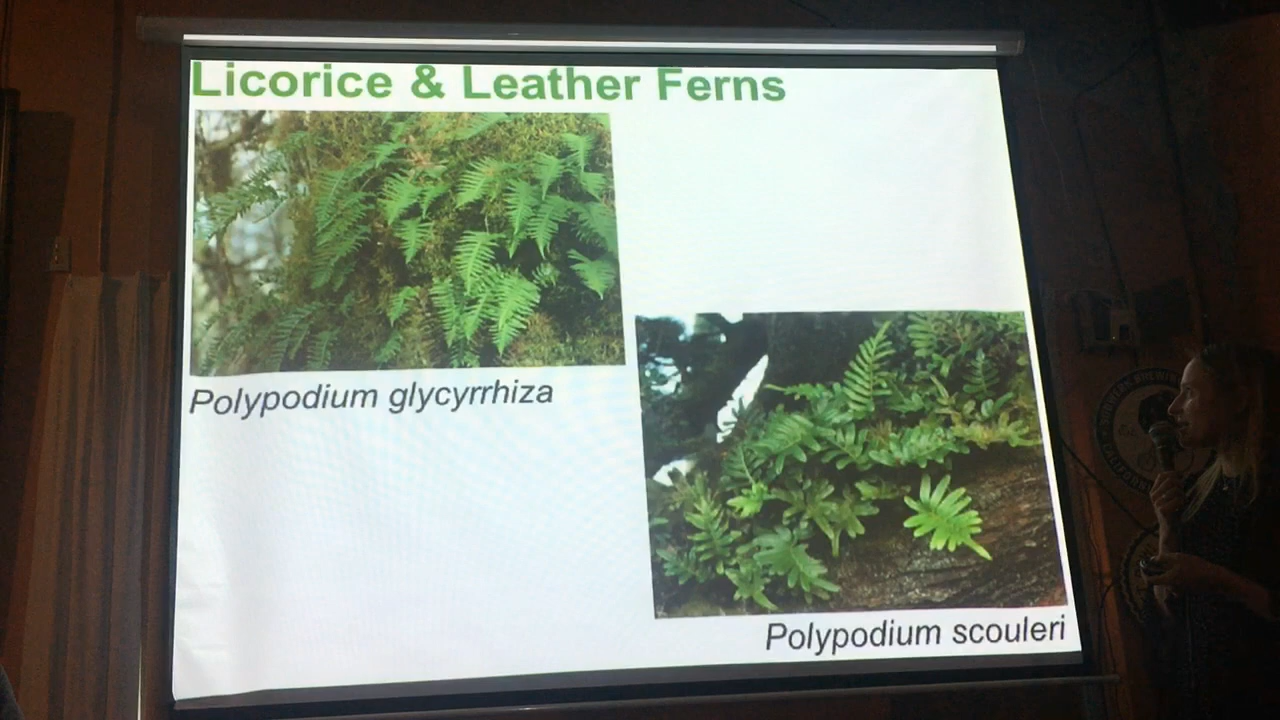 Licorice & Leather Ferns
Polypodium glycyrrhiza
Polypodium scouleri